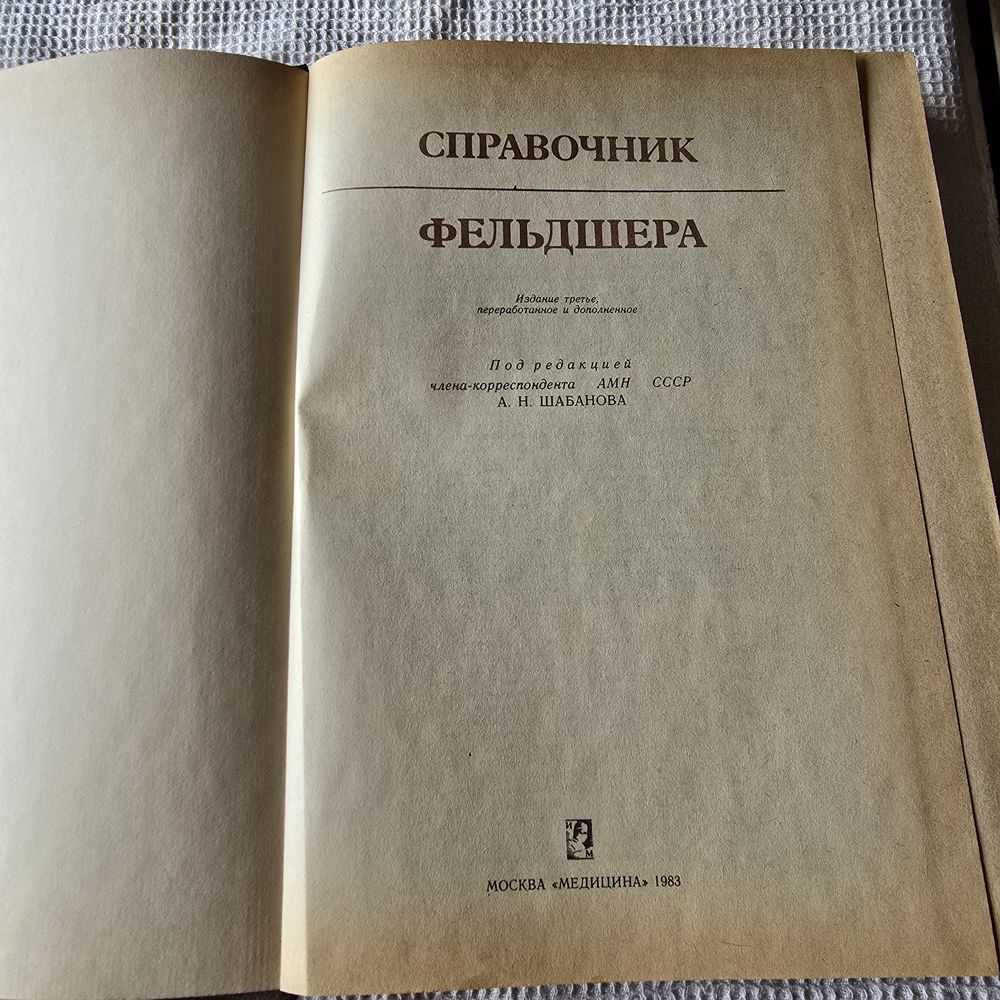 СПРАВОЧНИК
ФЕЛЬДШЕРА
Издание третье,
переработанное и дополненное
Под редакцией
члена-корреспондента АМН СССР
А. Н. ШАБАНОВА
И
М
МОСКВА «МЕДИЦИНА» 1983